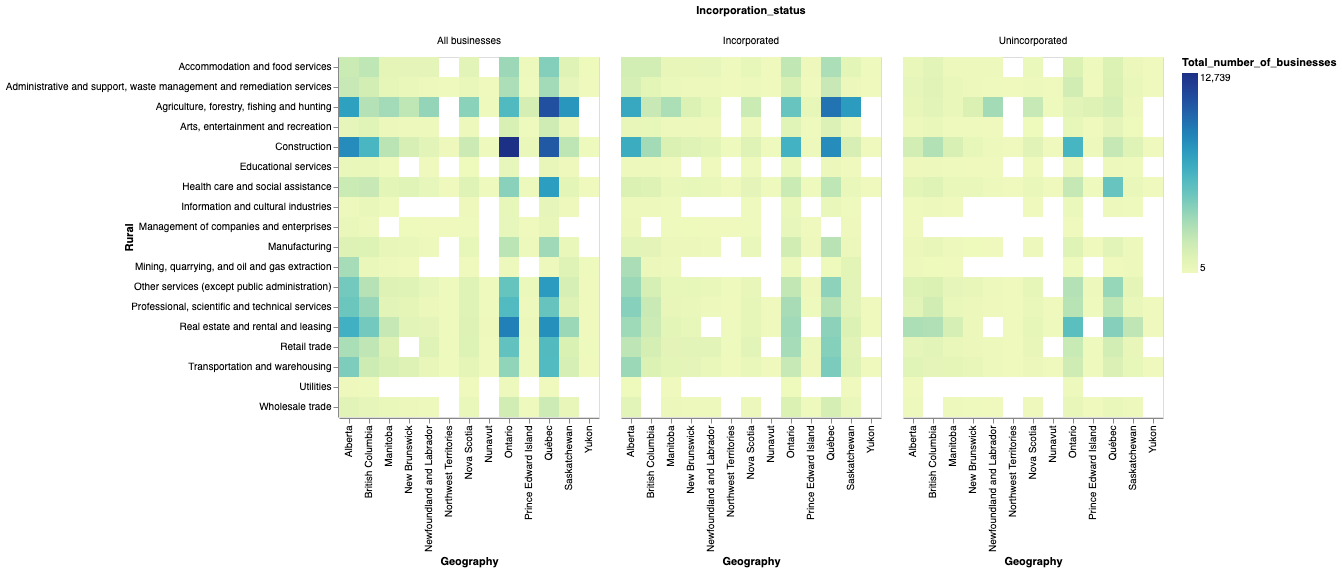 Incorporation_status
All businesses
Incorporated
Unincorporated
Total_number_of_businesses
12,739
5
Rural
Accommodation and food services
Administrative and support, waste management and remediation services
Agriculture, forestry, fishing and hunting
Arts, entertainment and recreation
Construction
Educational services
Health care and social assistance
Information and cultural industries
Management of companies and enterprises
Manufacturing
Mining, quarrying, and oil and gas extraction
Other services (except public administration)
Professional, scientific and technical services
Real estate and rental and leasing
Retail trade
Transportation and warehousing
Utilities
Wholesale trade
Alberta
British Columbia
Manitoba
New Brunswick
Newfoundland and Labrador
Northwest Territories
Nova Scotia
Nunavut
Ontario
Prince Edward Island
Québec
Saskatchewan
Yukon
Geography
Alberta
British Columbia
Manitoba
New Brunswick
Newfoundland and Labrador
Northwest Territories
Nova Scotia
Nunavut
Ontario
Prince Edward Island
Québec
Saskatchewan
Yukon
Geography
Alberta
British Columbia
Manitoba
New Brunswick
Newfoundland and Labrador
Northwest Territories
Nova Scotia
Nunavut
Ontario
Prince Edward Island
Québec
Saskatchewan
Yukon
Geography